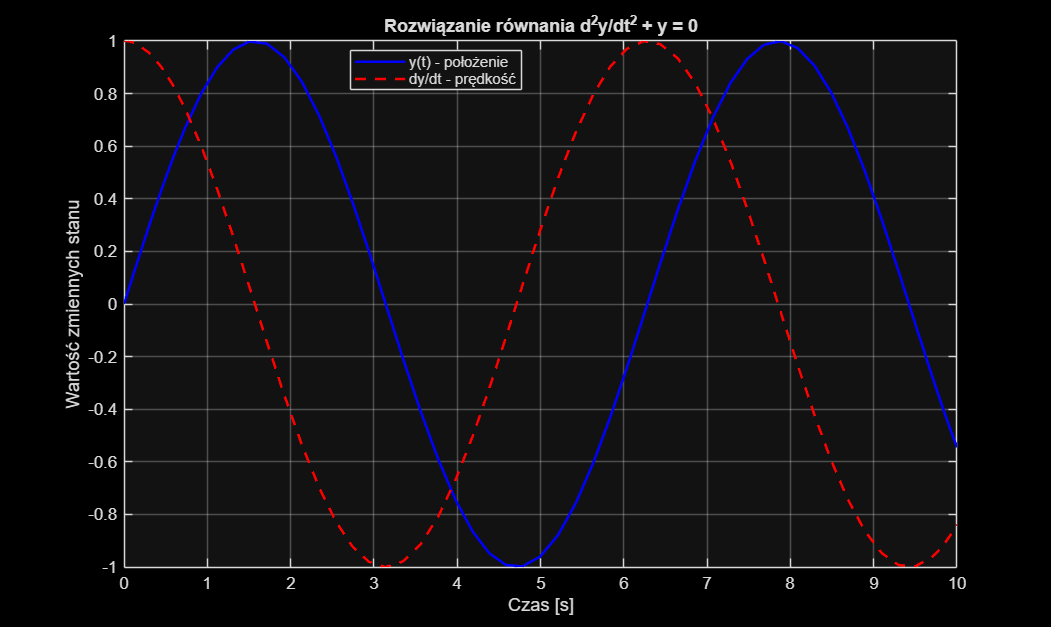 Rozwiązanie równania d²y/dt² + y = 0
y(t) - położenie
dy/dt - prędkość
Wartość zmiennych stanu
1
0.8
0.6
0.4
0.2
0
-0.2
-0.4
-0.6
-0.8
-1
0 1 2 3 4 5 6 7 8 9 10
Czas [s]